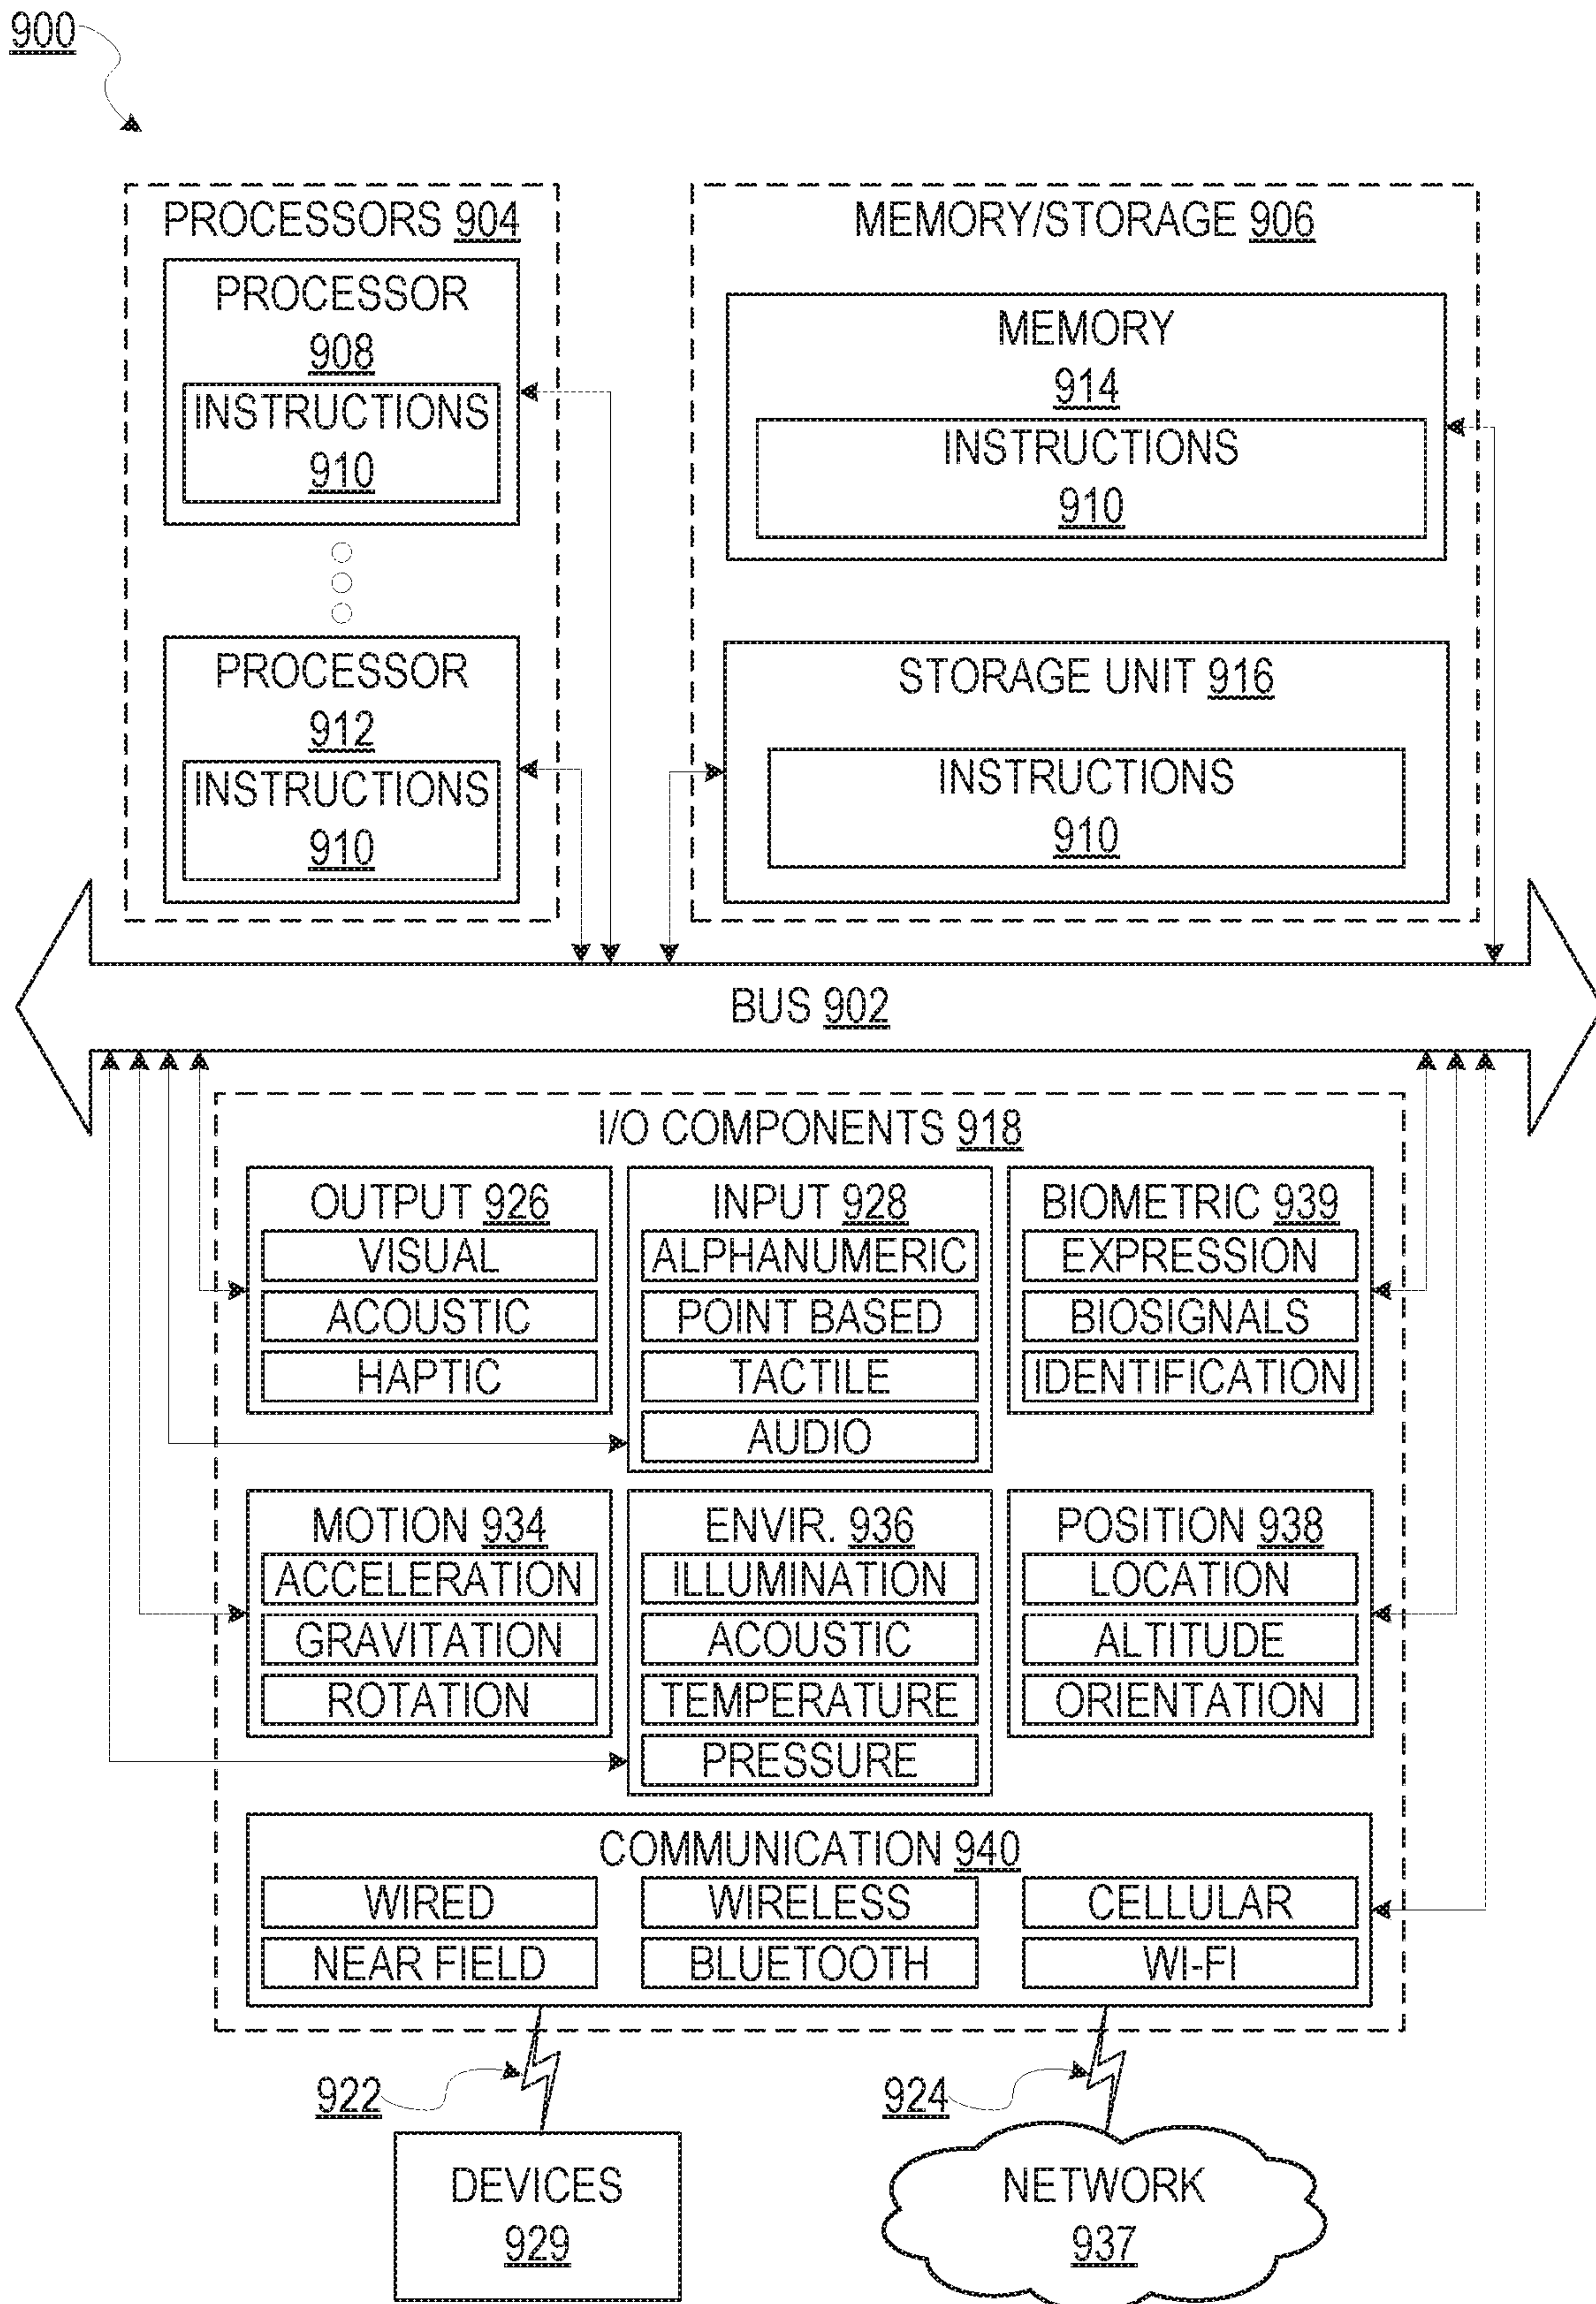 900
PROCESSORS 904
PROCESSOR
908
INSTRUCTIONS
910
PROCESSOR
912
INSTRUCTIONS
910
MEMORY/STORAGE 906
MEMORY
914
INSTRUCTIONS
910
STORAGE UNIT 916
INSTRUCTIONS
910
BUS 902
I/O COMPONENTS 918
OUTPUT 926
VISUAL
ACOUSTIC
HAPTIC
INPUT 928
ALPHANUMERIC
POINT BASED
TACTILE
AUDIO
BIOMETRIC 939
EXPRESSION
BIOSIGNALS
IDENTIFICATION
MOTION 934
ACCELERATION
GRAVITATION
ROTATION
ENVIR. 936
ILLUMINATION
ACOUSTIC
TEMPERATURE
PRESSURE
POSITION 938
LOCATION
ALTITUDE
ORIENTATION
COMMUNICATION 940
WIRED
WIRELESS
CELLULAR
NEAR FIELD
BLUETOOTH
WI-FI
922
924
DEVICES
929
NETWORK
937